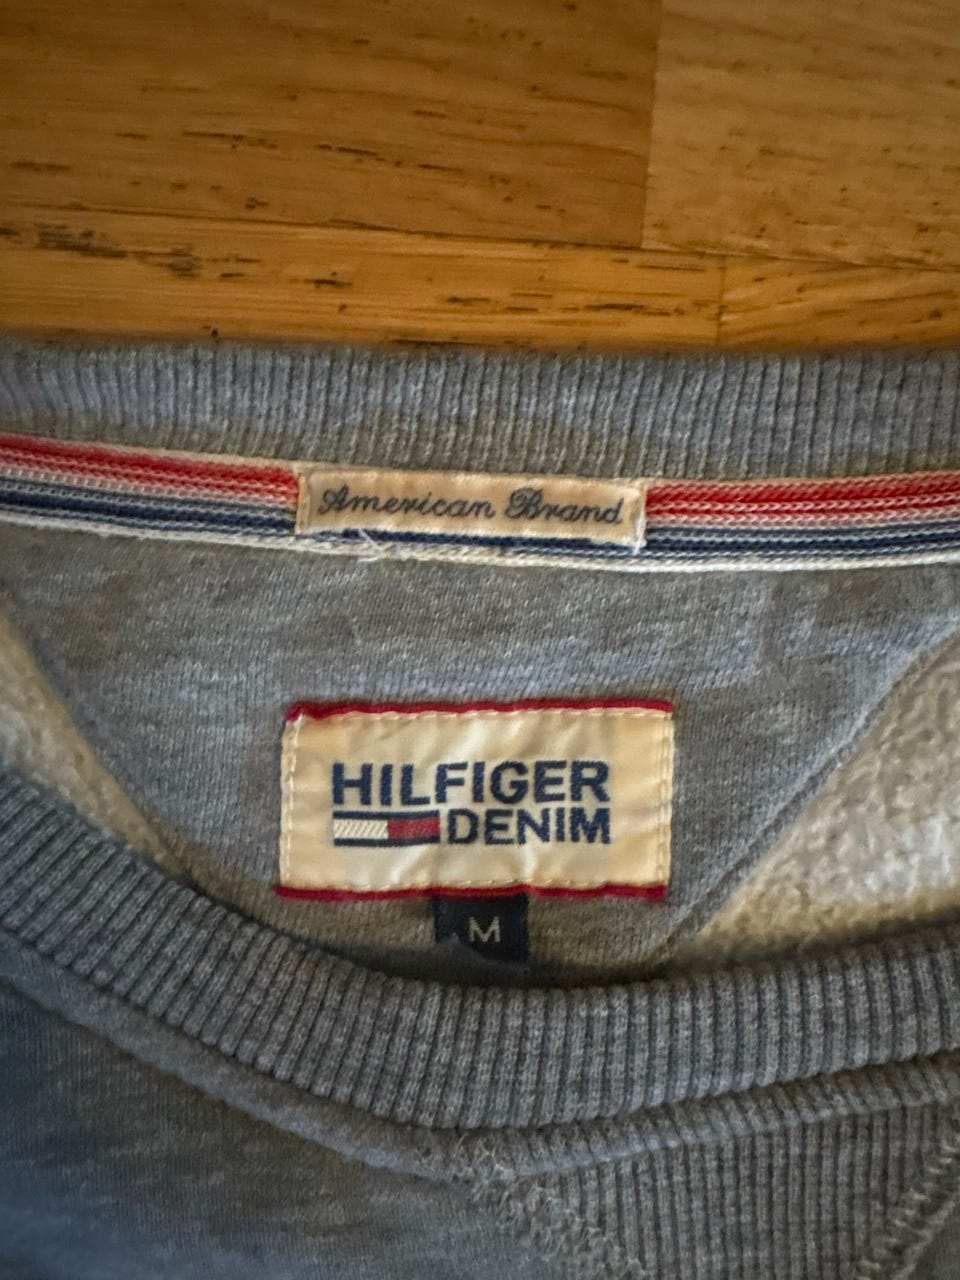 American Brand
HILFIGER
DENIM
M